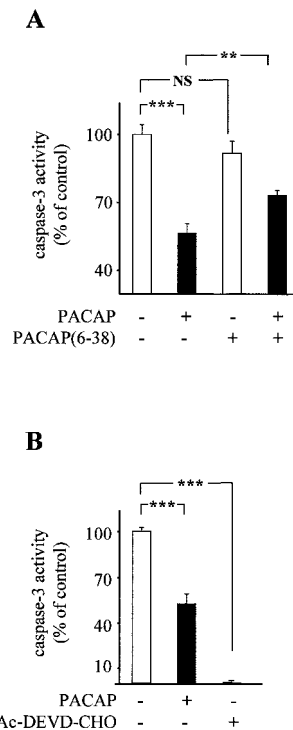 A
**
NS
***
caspase-3 activity
(% of control)
100
70
40
PACAP - + - +
PACAP(6-38) - - + +
B
***
***
caspase-3 activity
(% of control)
100
70
40
10
PACAP - + -
Ac-DEVD-CHO - - +